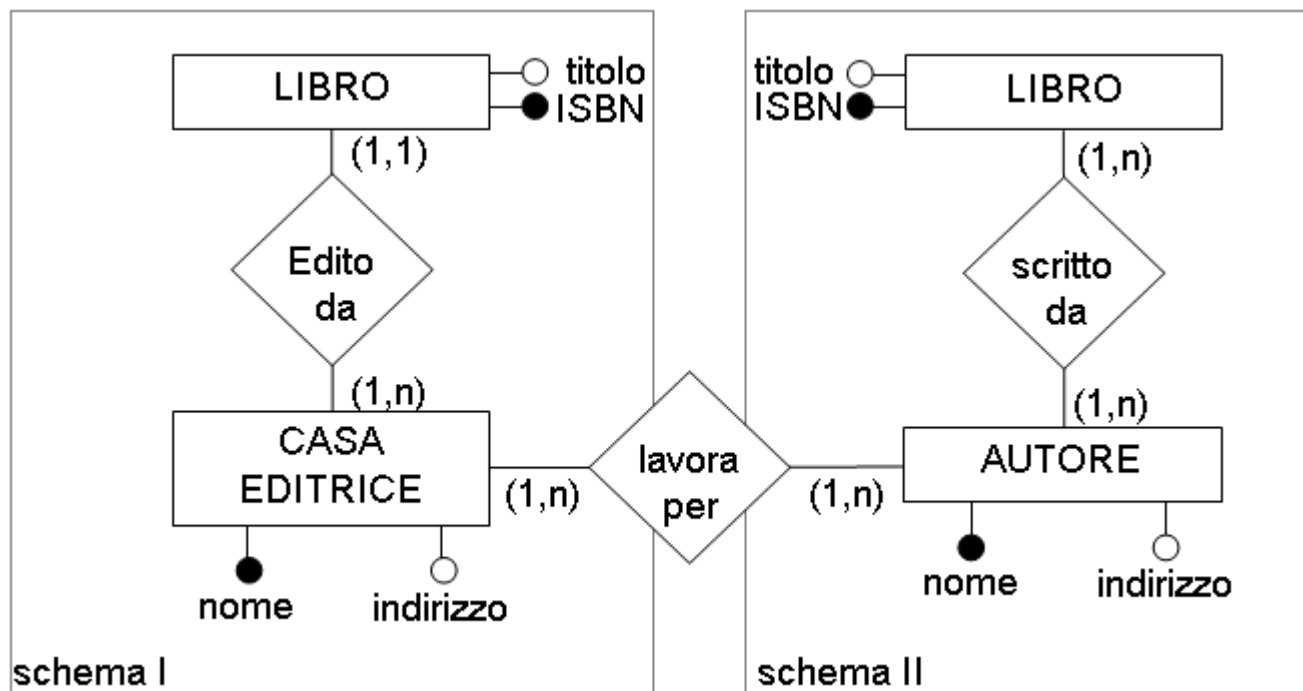 LIBRO
titolo
ISBN
(1,1)
Edito
da
(1,n)
CASA
EDITRICE
nome
indirizzo
schema I
(1,n)
lavora
per
(1,n)
titolo
ISBN
LIBRO
(1,n)
scritto
da
(1,n)
AUTORE
nome
indirizzo
schema II